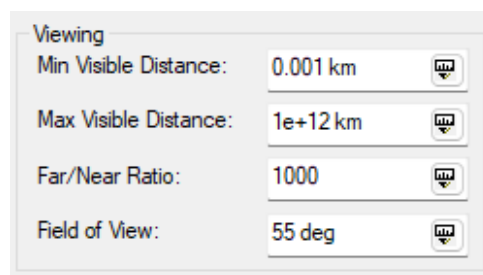 Viewing
Min Visible Distance: 0.001 km
Max Visible Distance: 1e+12 km
Far/Near Ratio: 1000
Field of View: 55 deg